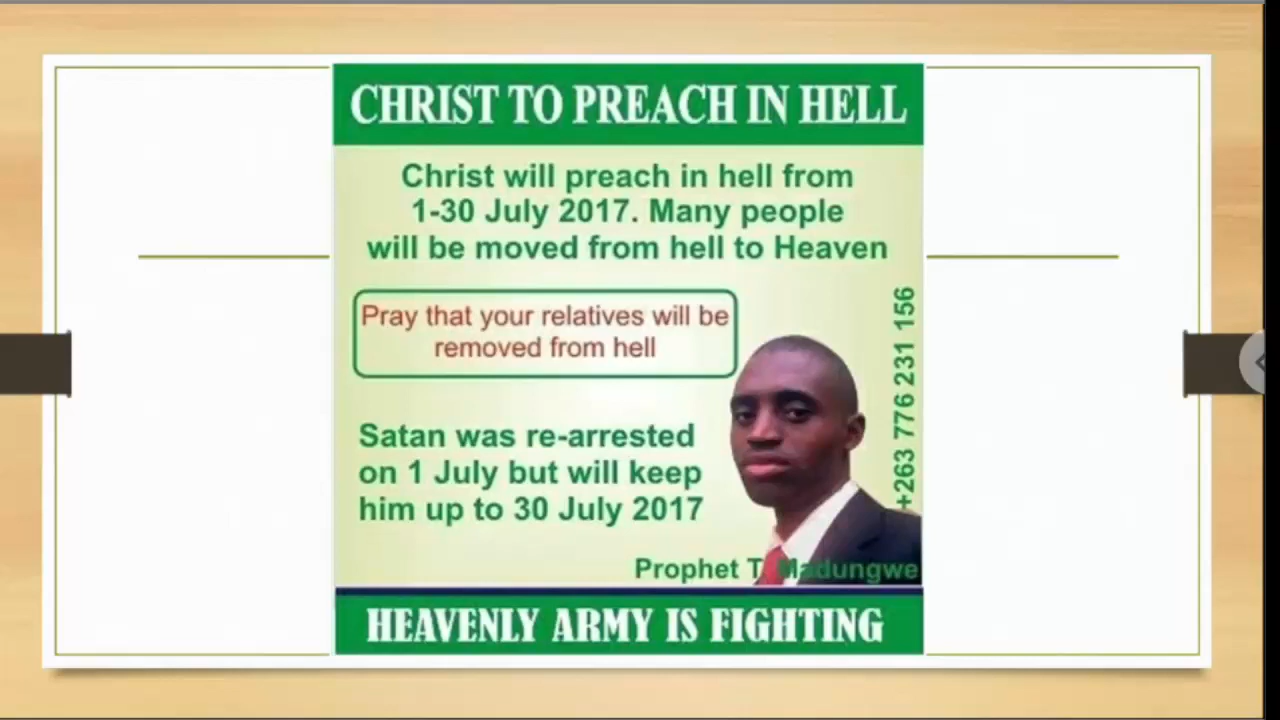 CHRIST TO PREACH IN HELL
Christ will preach in hell from
1-30 July 2017. Many people
will be moved from hell to Heaven
Pray that your relatives will be
removed from hell
Satan was re-arrested
on 1 July but will keep
him up to 30 July 2017
+263 776 231 156
Prophet T Madungwe
HEAVENLY ARMY IS FIGHTING